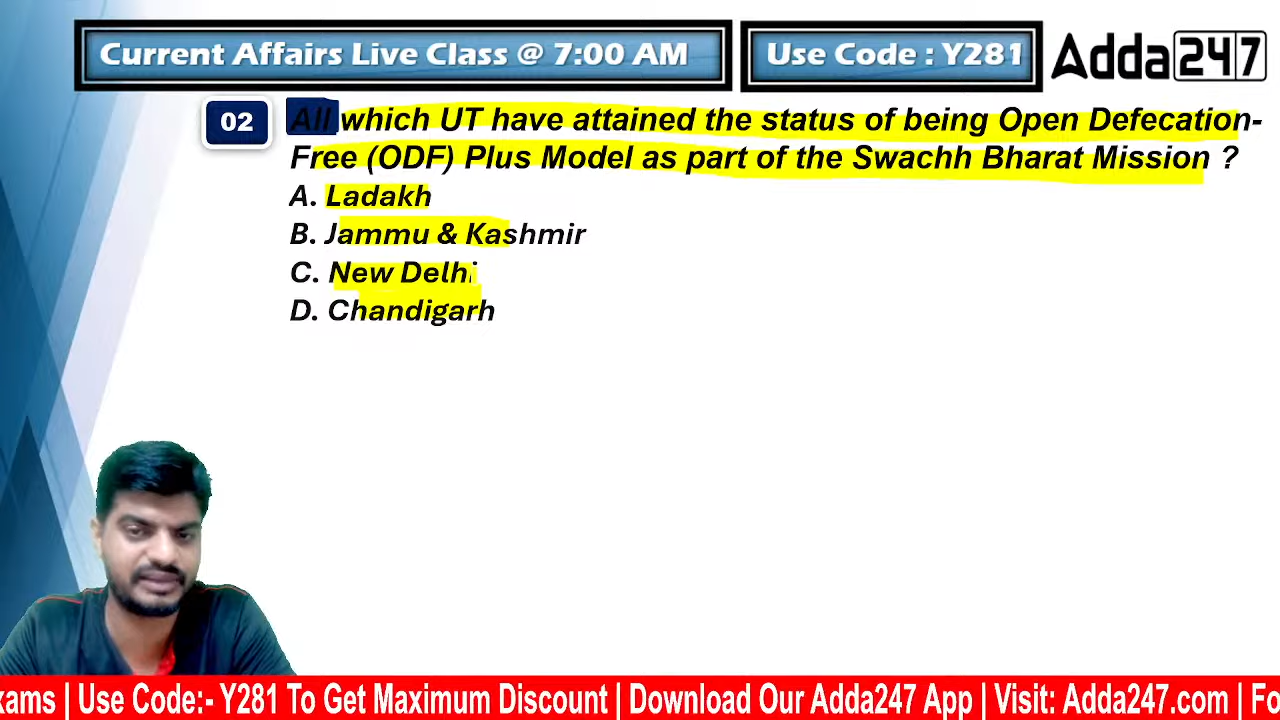 Current Affairs Live Class @ 7:00 AM
Use Code : Y281
Adda247
02
All which UT have attained the status of being Open Defecation-
Free (ODF) Plus Model as part of the Swachh Bharat Mission ?
A. Ladakh
B. Jammu & Kashmir
C. New Delhi
D. Chandigarh
xams | Use Code:- Y281 To Get Maximum Discount | Download Our Adda247 App | Visit: Adda247.com | Fo